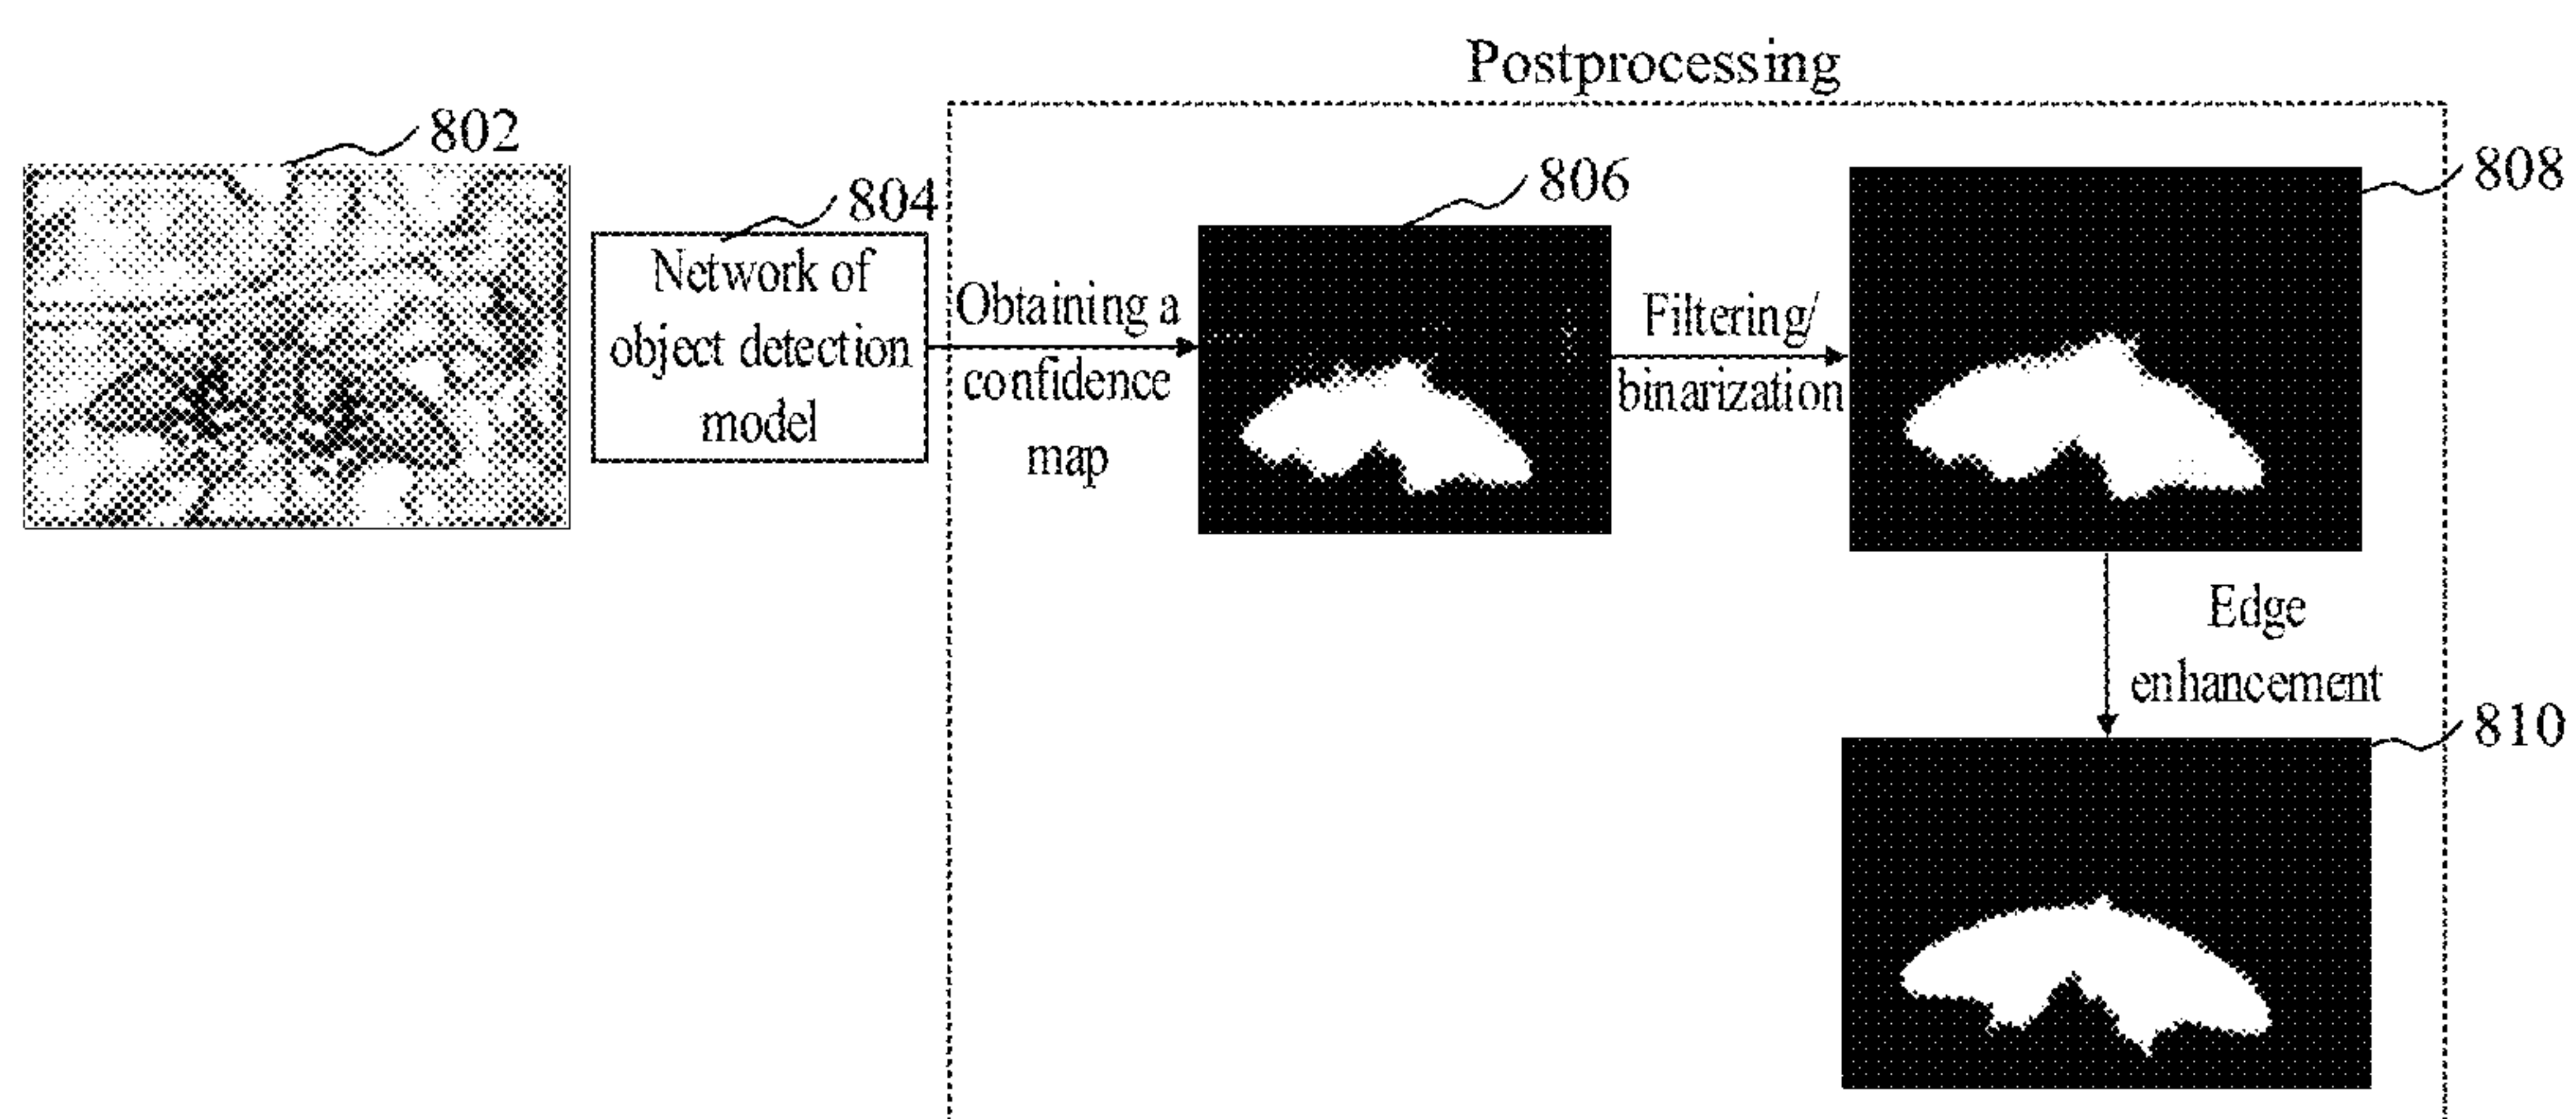 Postprocessing
802
804
806
808
Network of
object detection
model
Obtaining a
confidence
map
Filtering/
binarization
Edge
enhancement
810